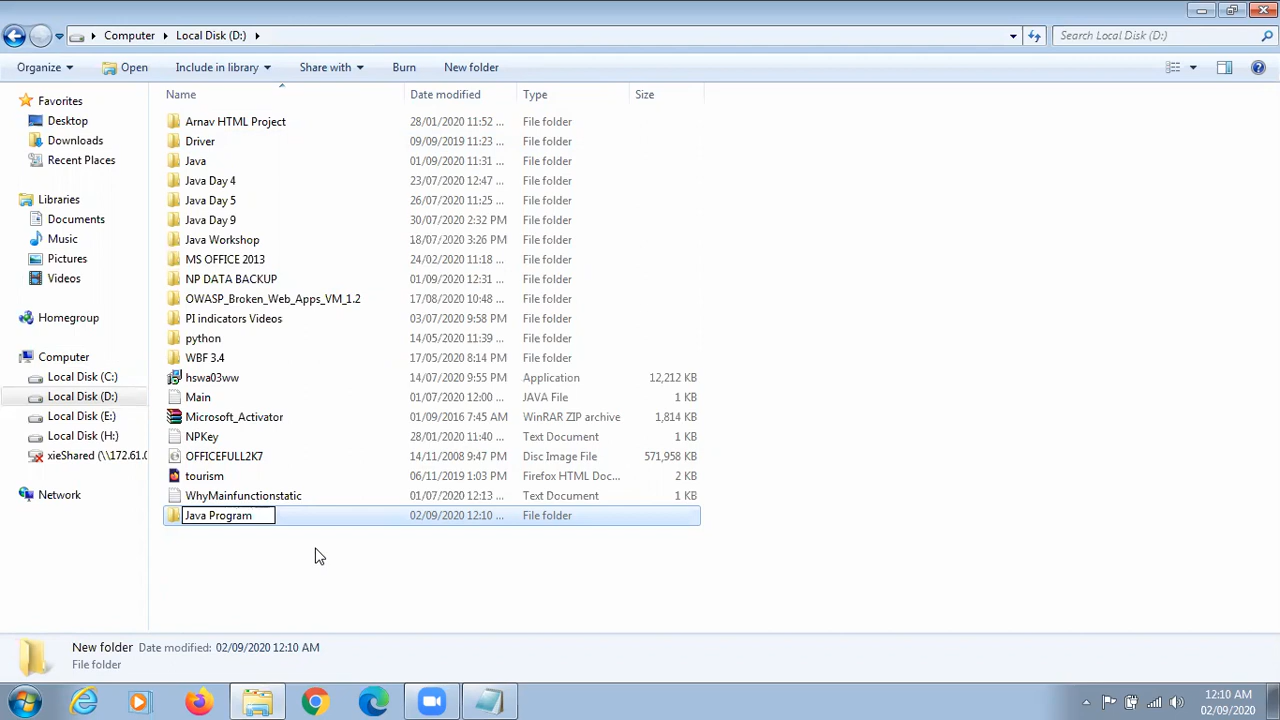 Computer Local Disk (D:) Search Local Disk (D:)
Organize Open Include in library Share with Burn New folder
Name Date modified Type Size
Favorites
Desktop
Downloads
Recent Places
Libraries
Documents
Music
Pictures
Videos
Homegroup
Computer
Local Disk (C:)
Local Disk (D:)
Local Disk (E:)
Local Disk (H:)
xieShared (\\172.61.0
Network
Arnav HTML Project 28/01/2020 11:52 ... File folder
Driver 09/09/2019 11:23 ... File folder
Java 01/09/2020 11:31 ... File folder
Java Day 4 23/07/2020 12:47 ... File folder
Java Day 5 26/07/2020 11:25 ... File folder
Java Day 9 30/07/2020 2:32 PM File folder
Java Workshop 18/07/2020 3:26 PM File folder
MS OFFICE 2013 24/02/2020 11:18 ... File folder
NP DATA BACKUP 01/09/2020 12:31 ... File folder
OWASP_Broken_Web_Apps_VM_1.2 17/08/2020 10:48 ... File folder
PI indicators Videos 03/07/2020 9:58 PM File folder
python 14/05/2020 11:39 ... File folder
WBF 3.4 17/05/2020 8:14 PM File folder
hswa03ww 14/07/2020 9:55 PM Application 12,212 KB
Main 01/07/2020 12:00 ... JAVA File 1 KB
Microsoft_Activator 01/09/2016 7:45 AM WinRAR ZIP archive 1,814 KB
NPKey 28/01/2020 11:40 ... Text Document 1 KB
OFFICEFULL2K7 14/11/2008 9:47 PM Disc Image File 571,958 KB
tourism 06/11/2019 1:03 PM Firefox HTML Doc... 2 KB
WhyMainfunctionstatic 01/07/2020 12:13 ... Text Document 1 KB
Java Program 02/09/2020 12:10 ... File folder
New folder Date modified: 02/09/2020 12:10 AM
File folder
12:10 AM
02/09/2020